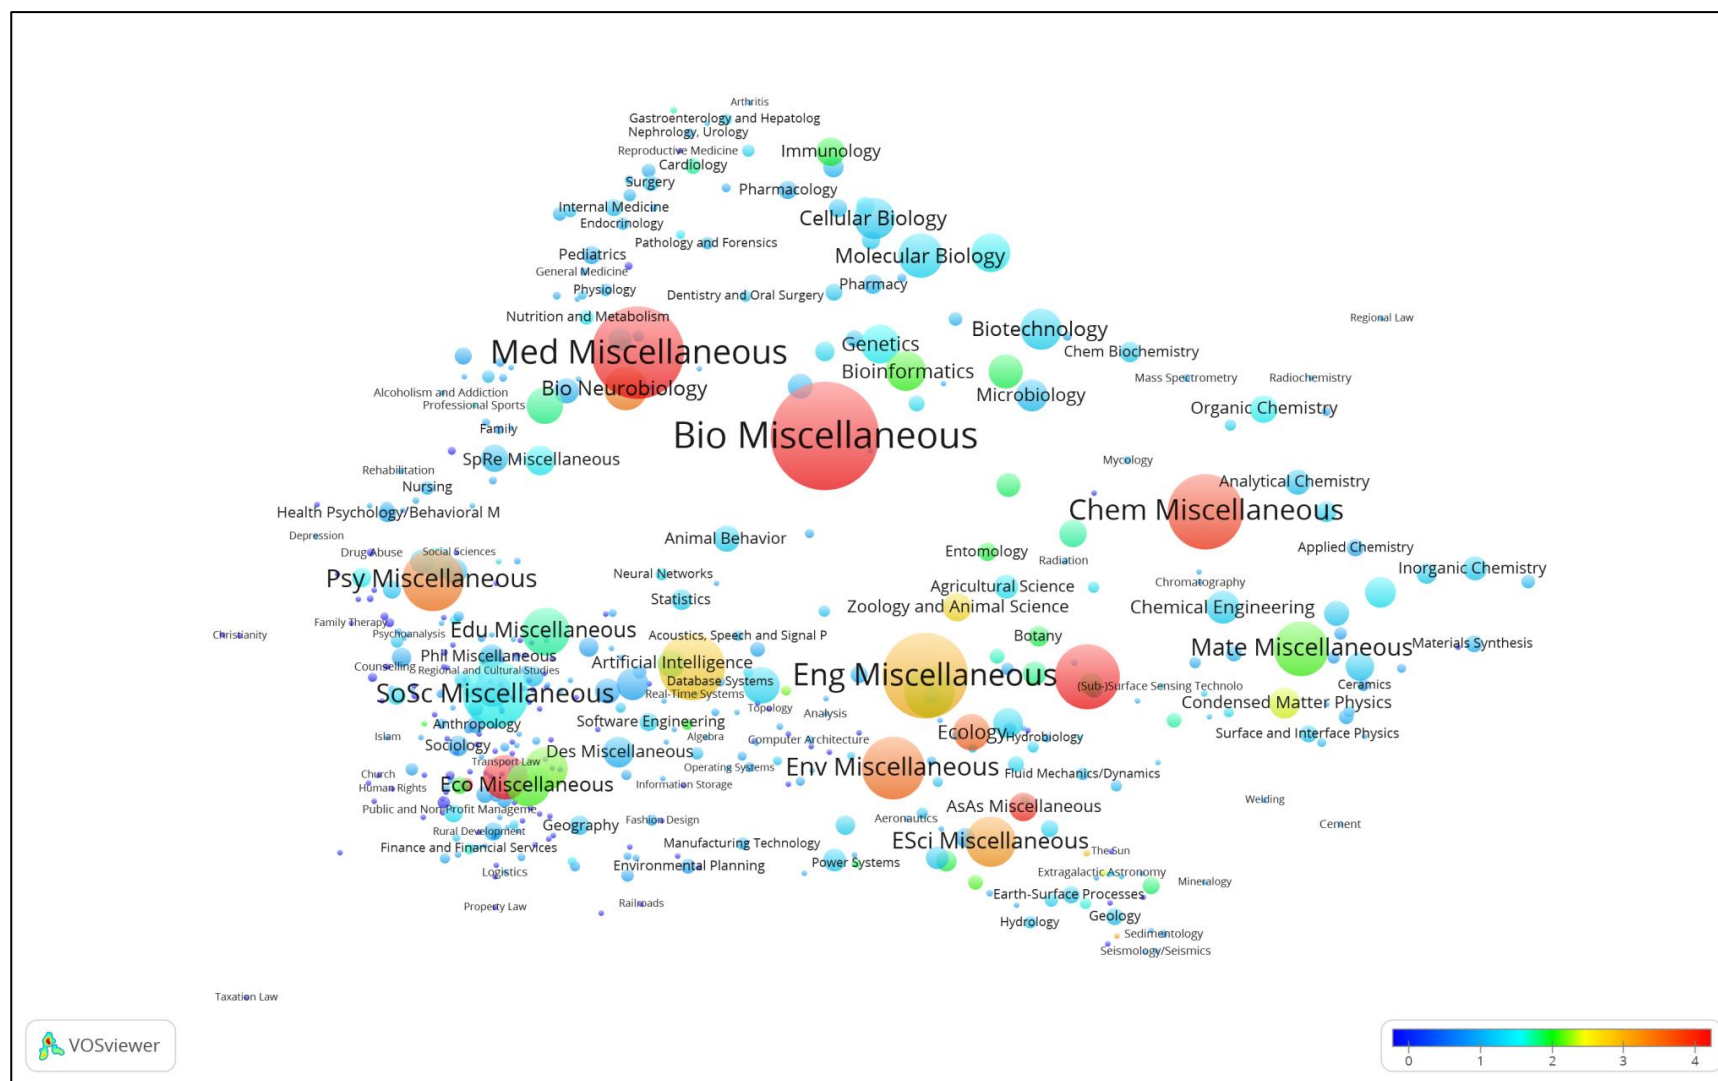 Arthritis
Gastroenterology and Hepatolog
Nephrology, Urology
Reproductive Medicine
Immunology
Cardiology
Surgery
Pharmacology
Internal Medicine
Cellular Biology
Endocrinology
Pathology and Forensics
Pediatrics
Molecular Biology
General Medicine
Pharmacy
Physiology
Dentistry and Oral Surgery
Nutrition and Metabolism
Regional Law
Biotechnology
Genetics
Med Miscellaneous
Chem Biochemistry
Bioinformatics
Mass Spectrometry
Radiochemistry
Bio Neurobiology
Alcoholism and Addiction
Microbiology
Professional Sports
Organic Chemistry
Family
Bio Miscellaneous
SpRe Miscellaneous
Mycology
Rehabilitation
Analytical Chemistry
Nursing
Health Psychology/Behavioral M
Chem Miscellaneous
Depression
Animal Behavior
Applied Chemistry
Drug Abuse
Social Sciences
Entomology
Radiation
Inorganic Chemistry
Psy Miscellaneous
Neural Networks
Agricultural Science
Chromatography
Statistics
Zoology and Animal Science
Chemical Engineering
Family Therapy
Edu Miscellaneous
Christianity
Psychoanalysis
Acoustics, Speech and Signal P
Botany
Materials Synthesis
Mate Miscellaneous
Phil Miscellaneous
Artificial Intelligence
Counselling
Regional and Cultural Studies
Eng Miscellaneous
Database Systems
(Sub-)Surface Sensing Technolo
Ceramics
SoSc Miscellaneous
Real-Time Systems
Condensed Matter Physics
Topology
Analysis
Anthropology
Software Engineering
Ecology
Surface and Interface Physics
Islam
Algebra
Computer Architecture
Hydrobiology
Sociology
Des Miscellaneous
Transport Law
Operating Systems
Env Miscellaneous
Fluid Mechanics/Dynamics
Church
Human Rights
Eco Miscellaneous
Information Storage
Welding
Public and Non-Profit Manageme
AsAs Miscellaneous
Aeronautics
Fashion Design
Cement
Geography
Rural Development
ESci Miscellaneous
Finance and Financial Services
Manufacturing Technology
The Sun
Environmental Planning
Power Systems
Logistics
Extragalactic Astronomy
Mineralogy
Earth-Surface Processes
Property Law
Railroads
Geology
Hydrology
Sedimentology
Seismology/Seismics
Taxation Law
VOSviewer
0 1 2 3 4